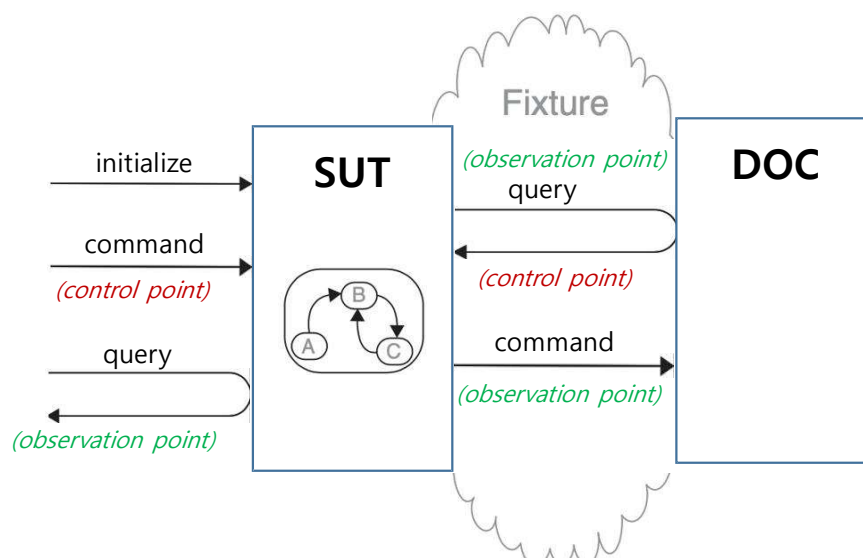 Fixture
SUT
DOC
initialize
command
(control point)
query
(observation point)
A
B
C
(observation point)
query
(control point)
command
(observation point)